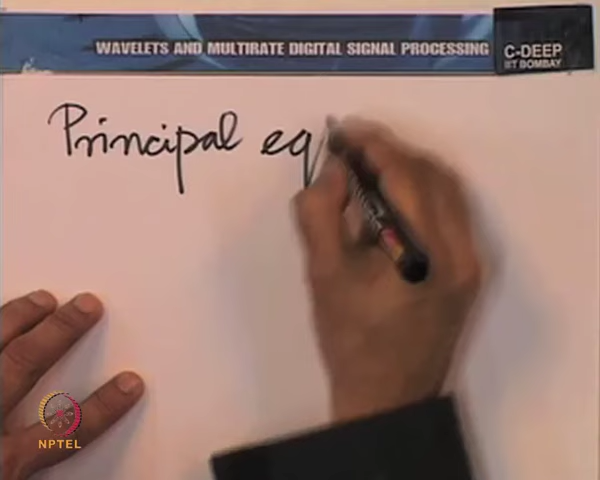 WAVELETS AND MULTIRATE DIGITAL SIGNAL PROCESSING
C-DEEP
IIT BOMBAY
Principal eq
NPTEL